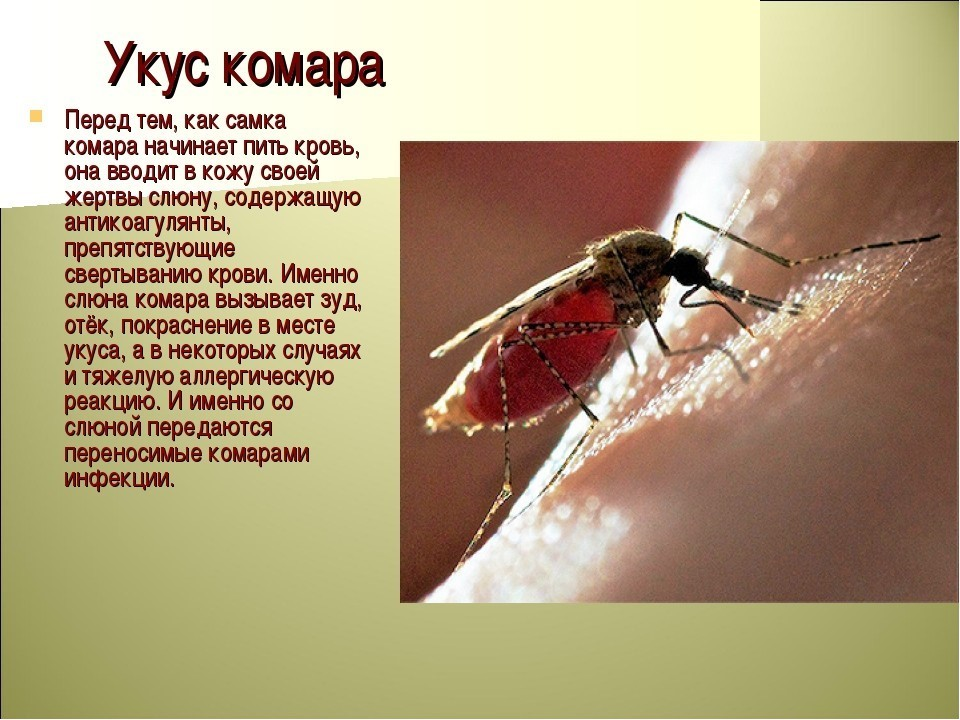 Укус комара
Перед тем, как самка
комара начинает пить кровь,
она вводит в кожу своей
жертвы слюну, содержащую
антикоагулянты,
препятствующие
свертыванию крови. Именно
слюна комара вызывает зуд,
отёк, покраснение в месте
укуса, а в некоторых случаях
и тяжелую аллергическую
реакцию. И именно со
слюной передаются
переносимые комарами
инфекции.